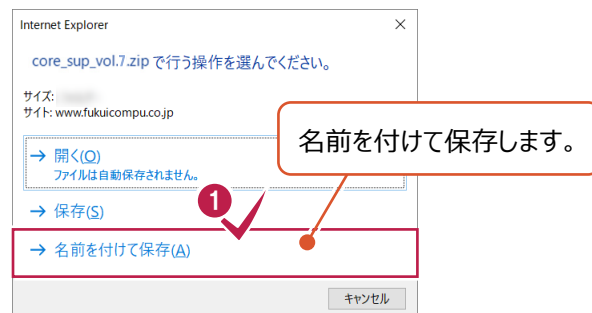 Internet Explorer
core_sup_vol.7.zip で行う操作を選んでください。
サイズ:
サイト: www.fukuicompu.co.jp
名前を付けて保存します。
→ 開く(O)
ファイルは自動保存されません。
1
→ 保存(S)
→ 名前を付けて保存(A)
キャンセル